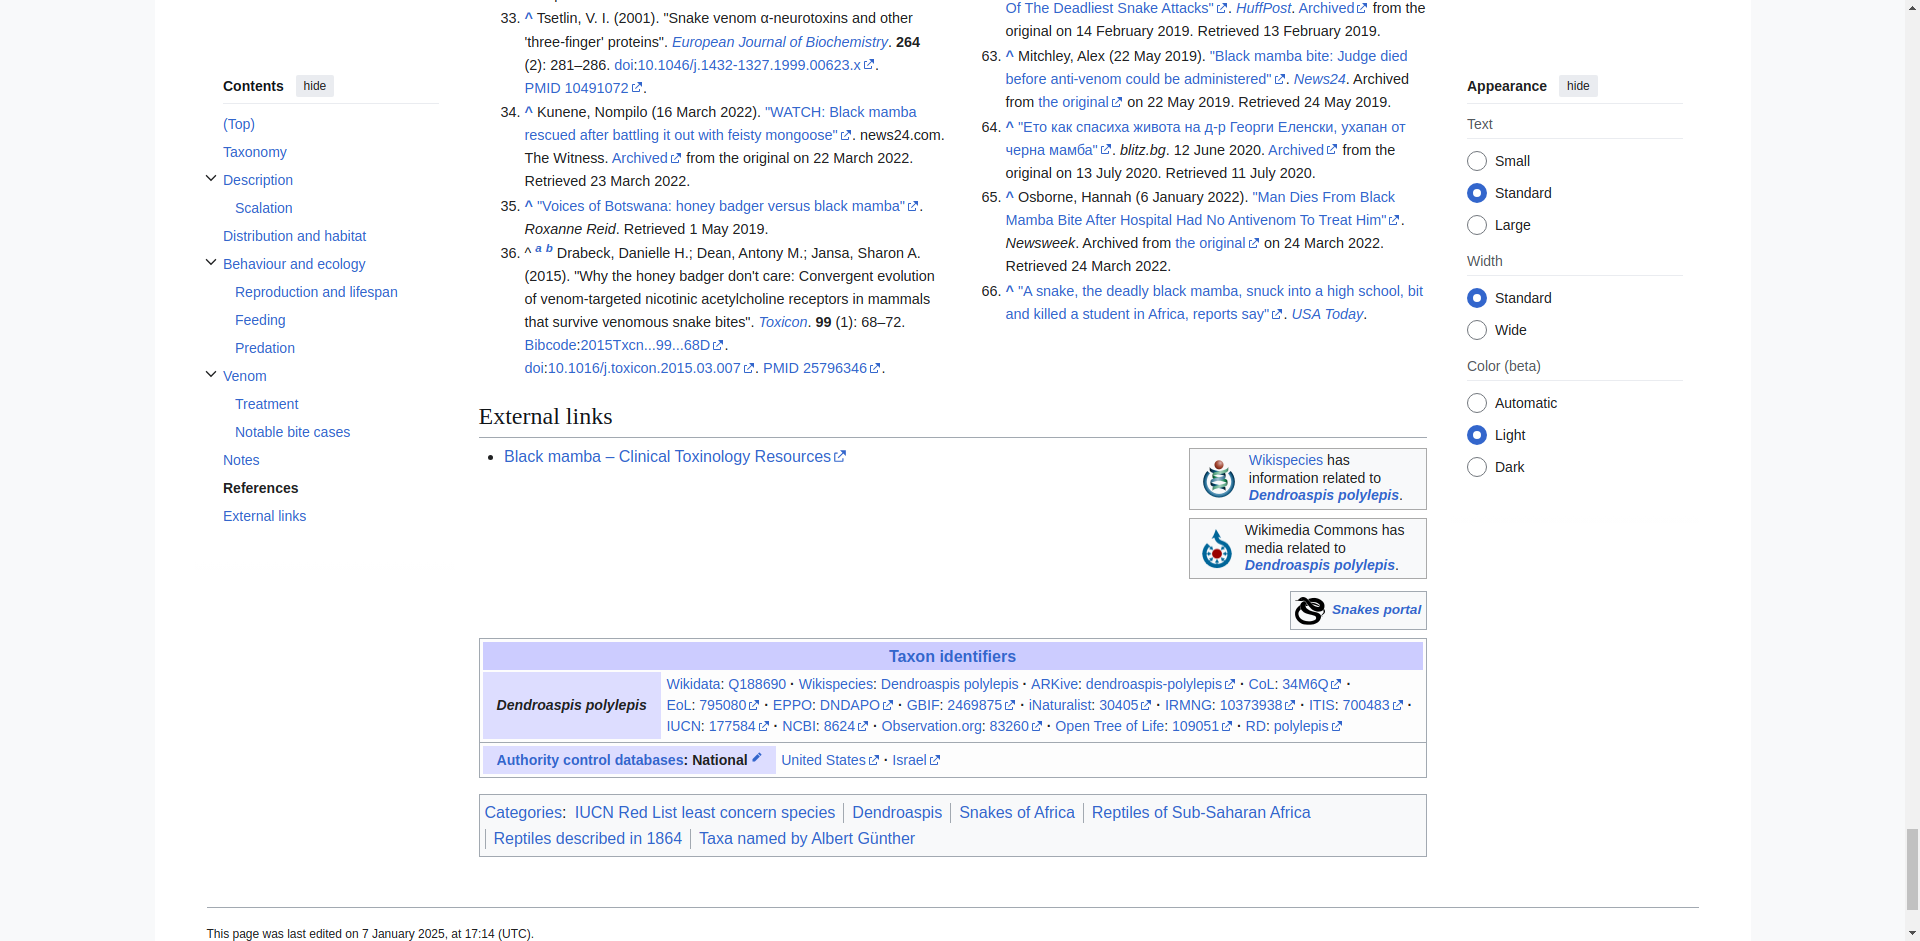 Contents hide
(Top)
Taxonomy
Description
Scalation
Distribution and habitat
Behaviour and ecology
Reproduction and lifespan
Feeding
Predation
Venom
Treatment
Notable bite cases
Notes
References
External links
33. ^ Tsetlin, V. I. (2001). "Snake venom α-neurotoxins and other
'three-finger' proteins". European Journal of Biochemistry. 264
(2): 281–286. doi:10.1046/j.1432-1327.1999.00623.x.
PMID 10491072.
34. ^ Kunene, Nompilo (16 March 2022). "WATCH: Black mamba
rescued after battling it out with feisty mongoose". news24.com.
The Witness. Archived from the original on 22 March 2022.
Retrieved 23 March 2022.
35. ^ "Voices of Botswana: honey badger versus black mamba".
Roxanne Reid. Retrieved 1 May 2019.
36. ^ a b Drabeck, Danielle H.; Dean, Antony M.; Jansa, Sharon A.
(2015). "Why the honey badger don't care: Convergent evolution
of venom-targeted nicotinic acetylcholine receptors in mammals
that survive venomous snake bites". Toxicon. 99 (1): 68–72.
Bibcode:2015Txcn...99...68D.
doi:10.1016/j.toxicon.2015.03.007. PMID 25796346.
Of The Deadliest Snake Attacks". HuffPost. Archived from the
original on 14 February 2019. Retrieved 13 February 2019.
63. ^ Mitchley, Alex (22 May 2019). "Black mamba bite: Judge died
before anti-venom could be administered". News24. Archived
from the original on 22 May 2019. Retrieved 24 May 2019.
64. ^ "Ето как спасиха живота на д-р Георги Еленски, ухапан от
черна мамба". blitz.bg. 12 June 2020. Archived from the
original on 13 July 2020. Retrieved 11 July 2020.
65. ^ Osborne, Hannah (6 January 2022). "Man Dies From Black
Mamba Bite After Hospital Had No Antivenom To Treat Him".
Newsweek. Archived from the original on 24 March 2022.
Retrieved 24 March 2022.
66. ^ "A snake, the deadly black mamba, snuck into a high school, bit
and killed a student in Africa, reports say". USA Today.
External links
• Black mamba – Clinical Toxinology Resources
Wikispecies has
information related to
Dendroaspis polylepis.
Wikimedia Commons has
media related to
Dendroaspis polylepis.
Snakes portal
Taxon identifiers
Dendroaspis polylepis
Wikidata: Q188690 · Wikispecies: Dendroaspis polylepis · ARKive: dendroaspis-polylepis · CoL: 34M6Q ·
EoL: 795080 · EPPO: DNDAPO · GBIF: 2469875 · iNaturalist: 30405 · IRMNG: 10373938 · ITIS: 700483 ·
IUCN: 177584 · NCBI: 8624 · Observation.org: 83260 · Open Tree of Life: 109051 · RD: polylepis
Authority control databases: National United States · Israel
Categories: IUCN Red List least concern species | Dendroaspis | Snakes of Africa | Reptiles of Sub-Saharan Africa
| Reptiles described in 1864 | Taxa named by Albert Günther
This page was last edited on 7 January 2025, at 17:14 (UTC).
Appearance hide
Text
Small
Standard
Large
Width
Standard
Wide
Color (beta)
Automatic
Light
Dark